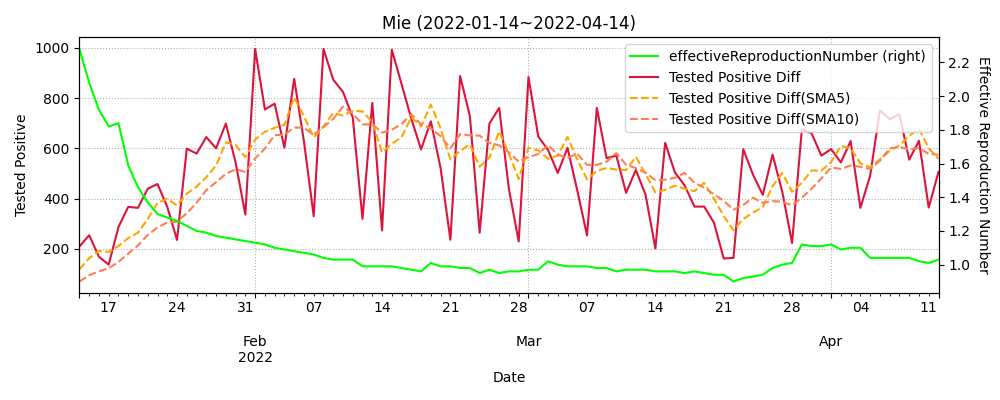 Mie (2022-01-14~2022-04-14)
effectiveReproductionNumber (right)
Tested Positive Diff
Tested Positive Diff(SMA5)
Tested Positive Diff(SMA10)
Tested Positive
1000
800
600
400
200
Effective Reproduction Number
2.2
2.0
1.8
1.6
1.4
1.2
1.0
17 24 31 07 14 21 28 07 14 21 28 04 11
Feb Mar Apr
2022
Date